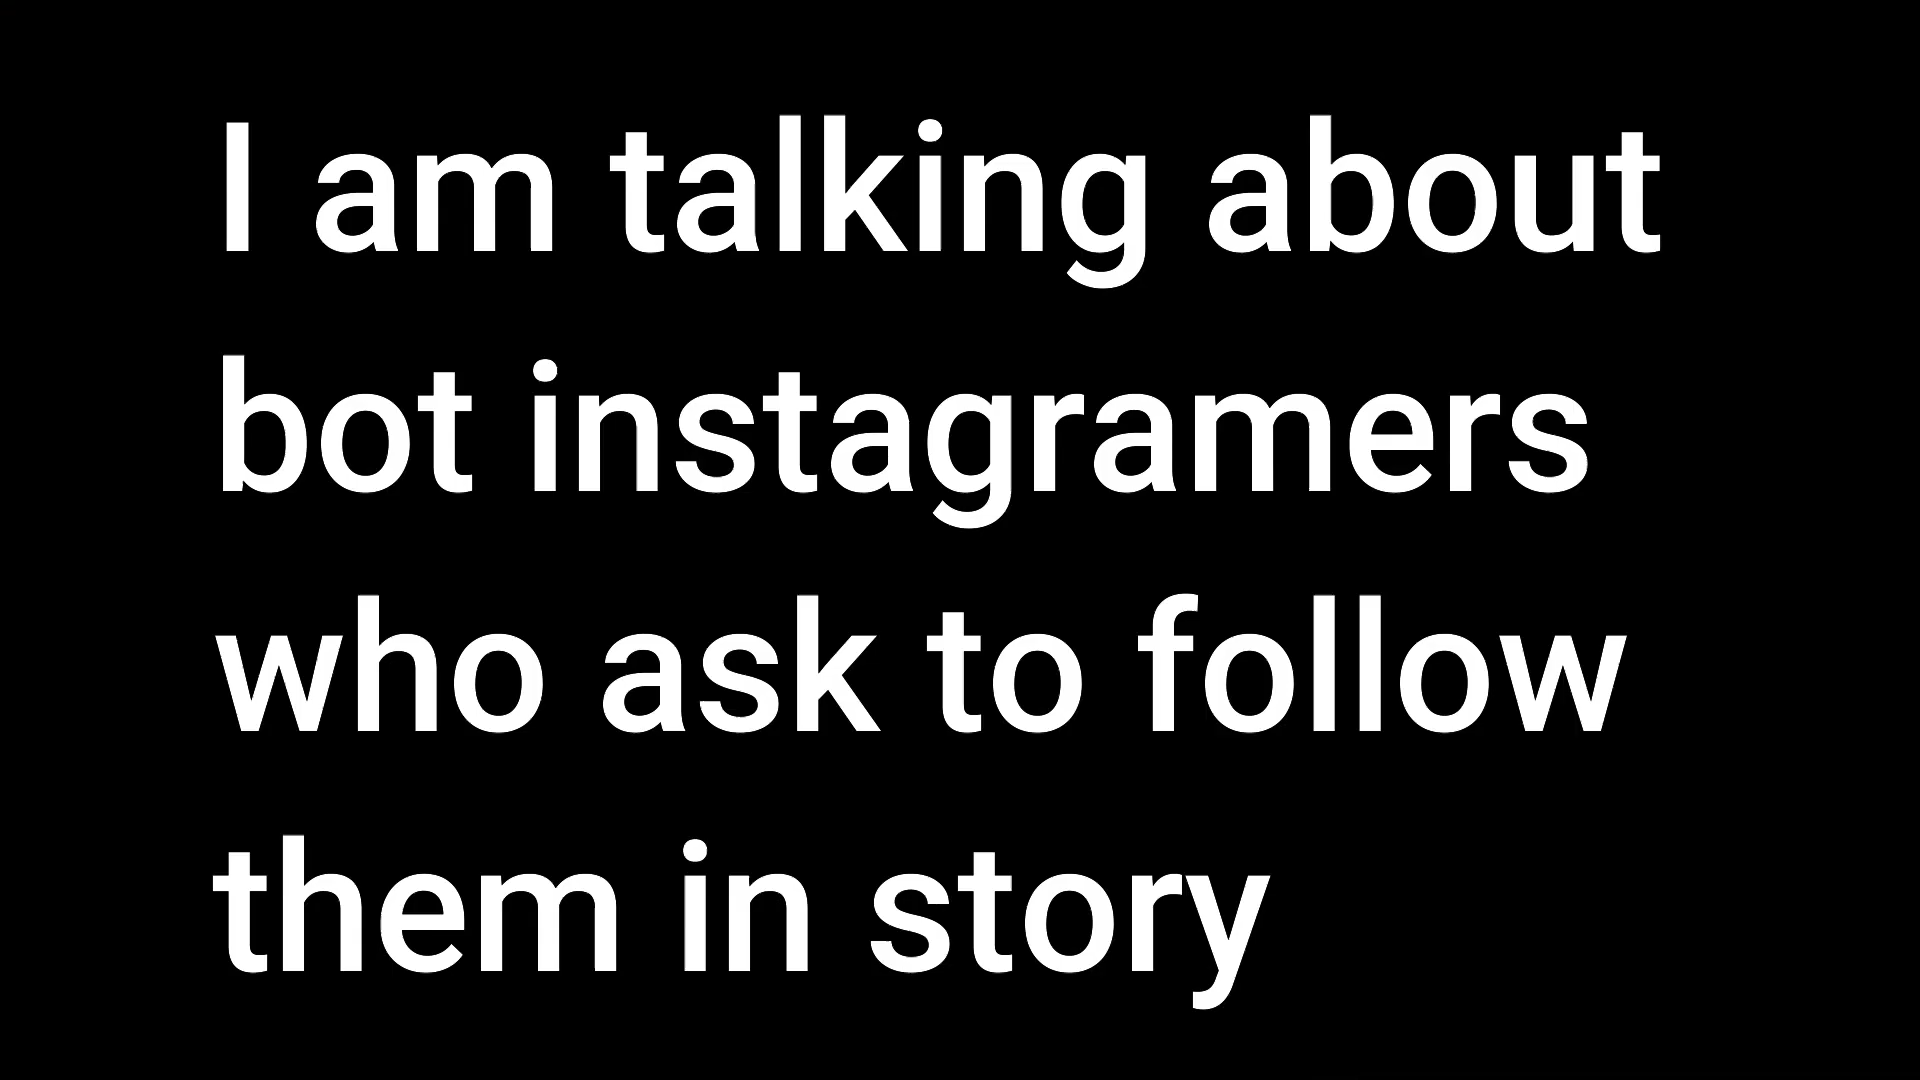 I am talking about
bot instagramers
who ask to follow
them in story